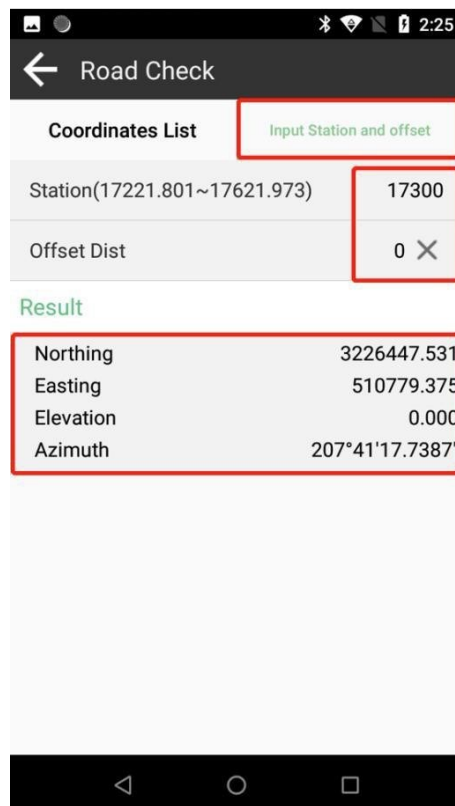 2:25
Road Check
Coordinates List
Input Station and offset
Station(17221.801~17621.973)
17300
Offset Dist
0
Result
Northing
3226447.531
Easting
510779.375
Elevation
0.000
Azimuth
207°41'17.7387"